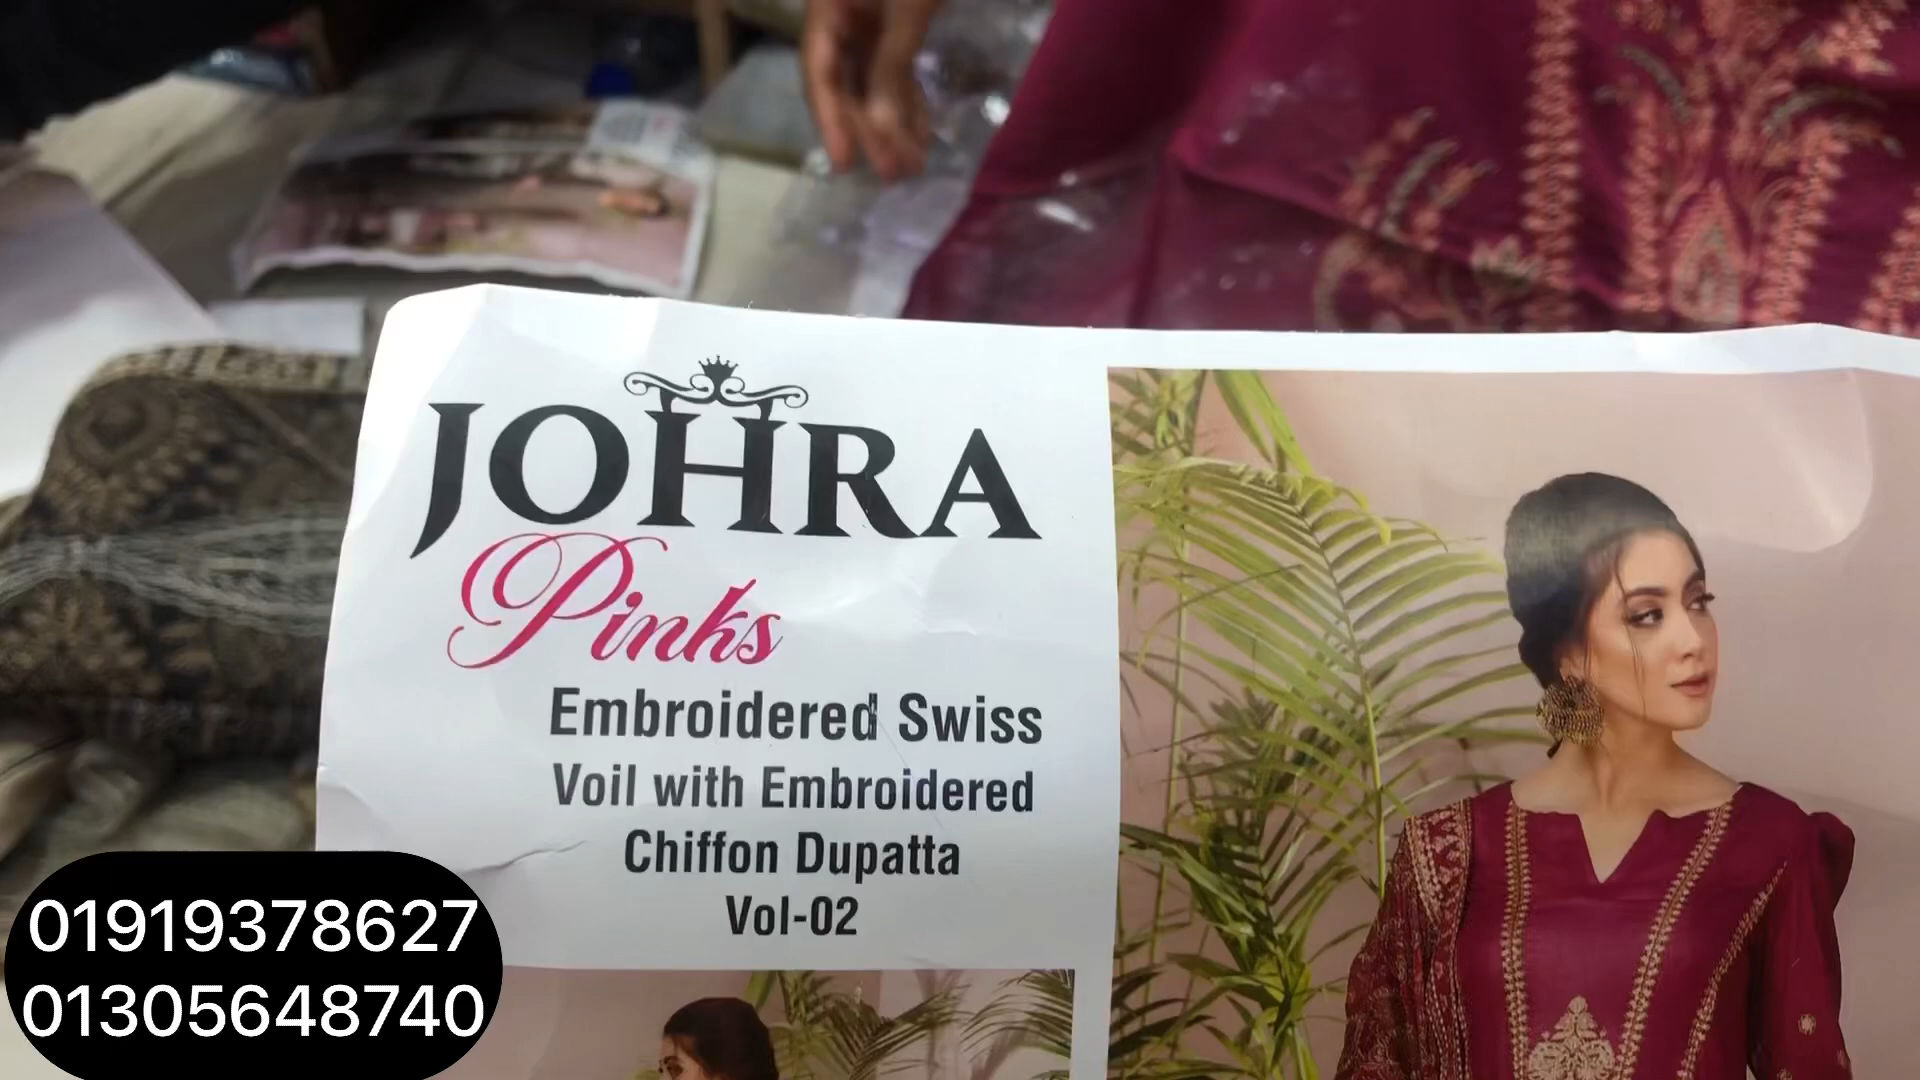 JOHRA
Pinks
Embroidered Swiss
Voil with Embroidered
Chiffon Dupatta
Vol-02
01919378627
01305648740